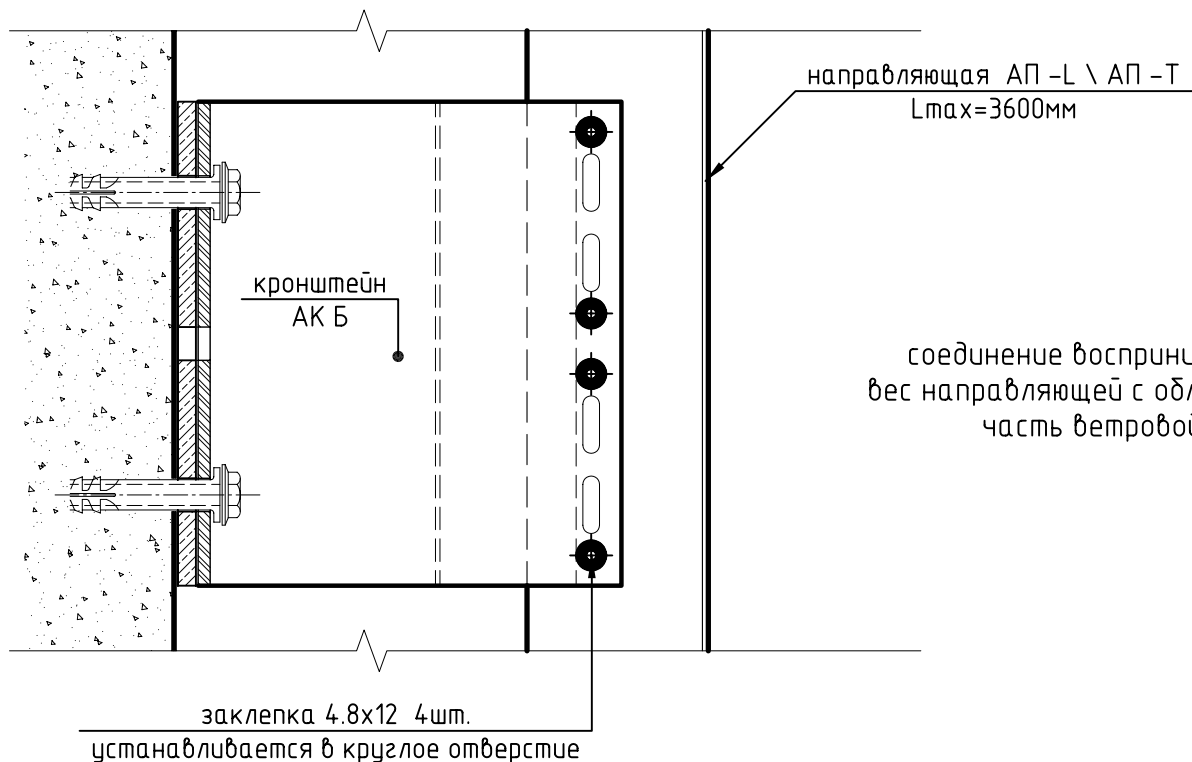 направляющая АП -L \ АП -Т
Lmax=3600мм
кронштейн
АК Б
соединение восприни
вес направляющей с обл
часть ветровой
заклепка 4.8х12 4шт.
устанавливается в круглое отверстие